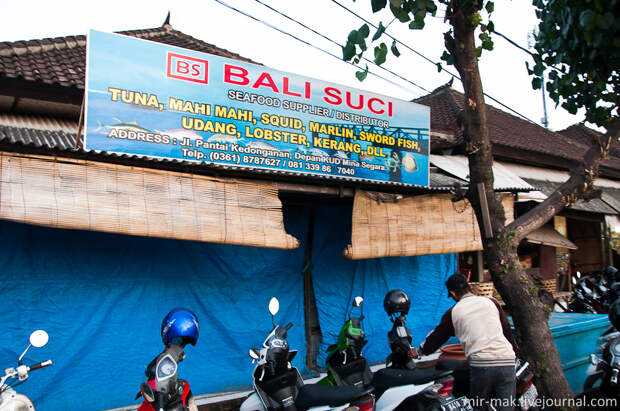 BS BALI SUCI
SEAFOOD SUPPLIER / DISTRIBUTOR
TUNA, MAHI MAHI, SQUID, MARLIN, SWORD FISH,
UDANG, LOBSTER, KERANG, DLL
ADDRESS : Jl. Pantai Kedonganan, Depan KUD Mina Segara
Telp. (0361) 8787627 / 081 339 86 7040
mir-mak.livejournal.com